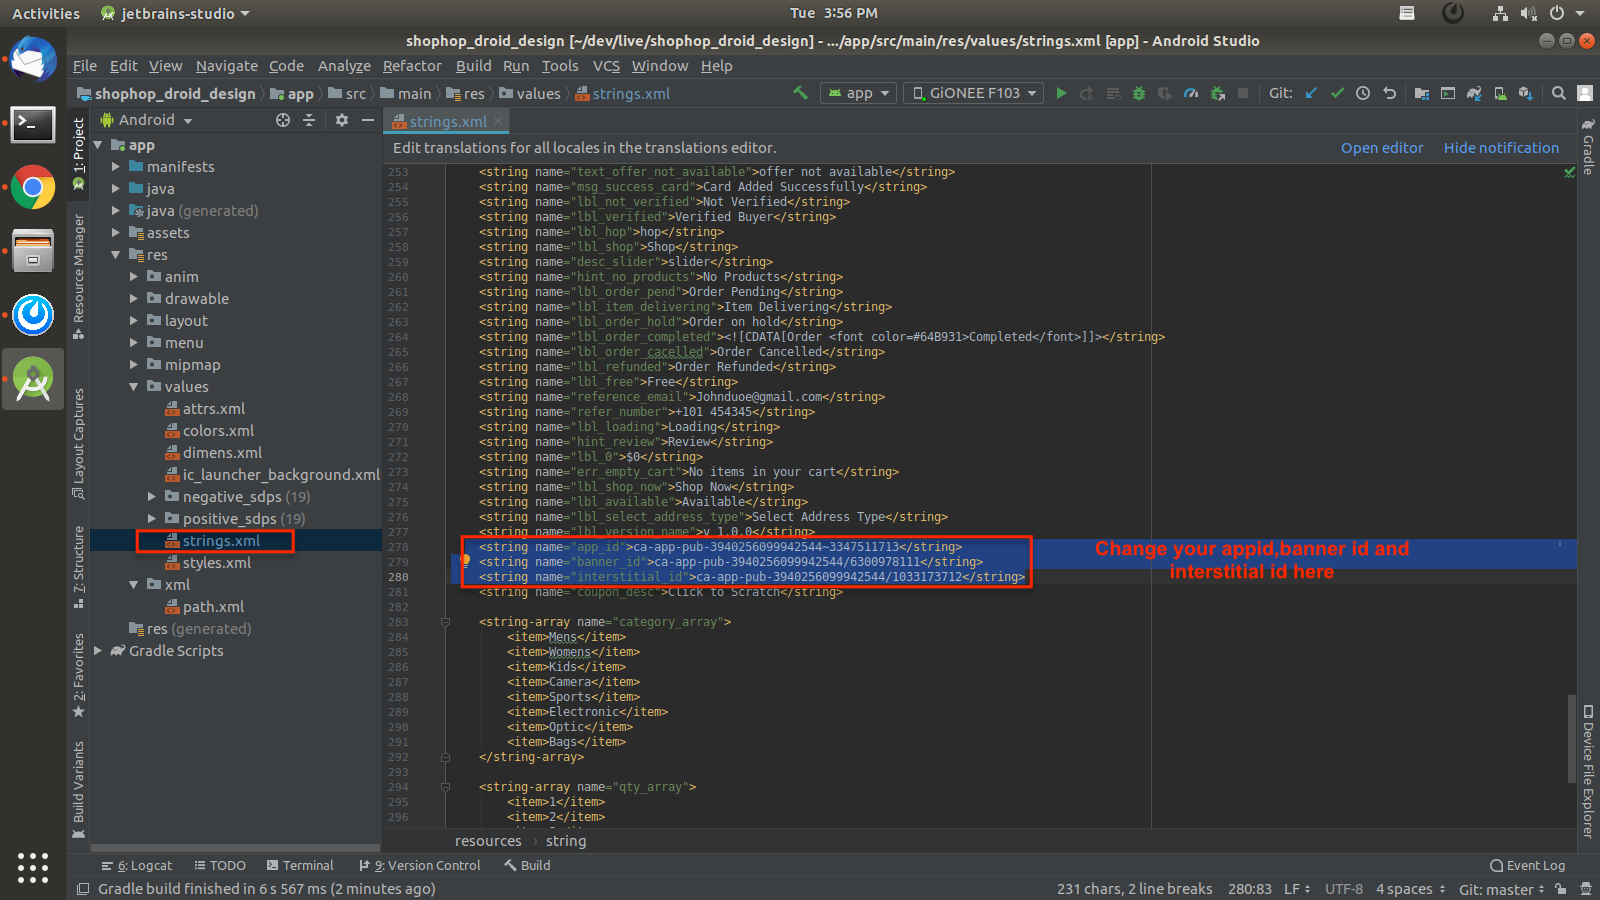 Activities
jetbrains-studio
Tue 3:56 PM
shophop_droid_design [~/dev/live/shophop_droid_design] - .../app/src/main/res/values/strings.xml [app] - Android Studio
File Edit View Navigate Code Analyze Refactor Build Run Tools VCS Window Help
shophop_droid_design app src main res values strings.xml
app
GiONEE F103
Git:
Android
strings.xml
Edit translations for all locales in the translations editor.
Open editor
Hide notification
1: Project
Resource Manager
Layout Captures
7: Structure
2: Favorites
Build Variants
Gradle
Device File Explorer
app
manifests
java
java (generated)
assets
res
anim
drawable
layout
menu
mipmap
values
attrs.xml
colors.xml
dimens.xml
ic_launcher_background.xml
negative_sdps (19)
positive_sdps (19)
strings.xml
styles.xml
xml
path.xml
res (generated)
Gradle Scripts
253 <string name="text_offer_not_available">offer not available</string>
254 <string name="msg_success_card">Card Added Successfully</string>
255 <string name="lbl_not_verified">Not Verified</string>
256 <string name="lbl_verified">Verified Buyer</string>
257 <string name="lbl_hop">hop</string>
258 <string name="lbl_shop">Shop</string>
259 <string name="desc_slider">slider</string>
260 <string name="hint_no_products">No Products</string>
261 <string name="lbl_order_pend">Order Pending</string>
262 <string name="lbl_item_delivering">Item Delivering</string>
263 <string name="lbl_order_hold">Order on hold</string>
264 <string name="lbl_order_completed"><![CDATA[Order <font color=#64B931>Completed</font>]]></string>
265 <string name="lbl_order_cacelled">Order Cancelled</string>
266 <string name="lbl_refunded">Order Refunded</string>
267 <string name="lbl_free">Free</string>
268 <string name="reference_email">Johnduoe@gmail.com</string>
269 <string name="refer_number">+101 454345</string>
270 <string name="lbl_loading">Loading</string>
271 <string name="hint_review">Review</string>
272 <string name="lbl_0">$0</string>
273 <string name="err_empty_cart">No items in your cart</string>
274 <string name="lbl_shop_now">Shop Now</string>
275 <string name="lbl_available">Available</string>
276 <string name="lbl_select_address_type">Select Address Type</string>
277 <string name="lbl_version_name">v 1.0.0</string>
278 <string name="app_id">ca-app-pub-3940256099942544~3347511713</string>
279 <string name="banner_id">ca-app-pub-3940256099942544/6300978111</string>
280 <string name="interstitial_id">ca-app-pub-3940256099942544/1033173712</string>
281 <string name="coupon_desc">Click to Scratch</string>
282
283 <string-array name="category_array">
284 <item>Mens</item>
285 <item>Womens</item>
286 <item>Kids</item>
287 <item>Camera</item>
288 <item>Sports</item>
289 <item>Electronic</item>
290 <item>Optic</item>
291 <item>Bags</item>
292 </string-array>
293
294 <string-array name="qty_array">
295 <item>1</item>
296 <item>2</item>
Change your appid,banner id and
interstitial id here
resources string
6: Logcat TODO Terminal 9: Version Control Build
Event Log
Gradle build finished in 6 s 567 ms (2 minutes ago)
231 chars, 2 line breaks 280:83 LF UTF-8 4 spaces Git: master